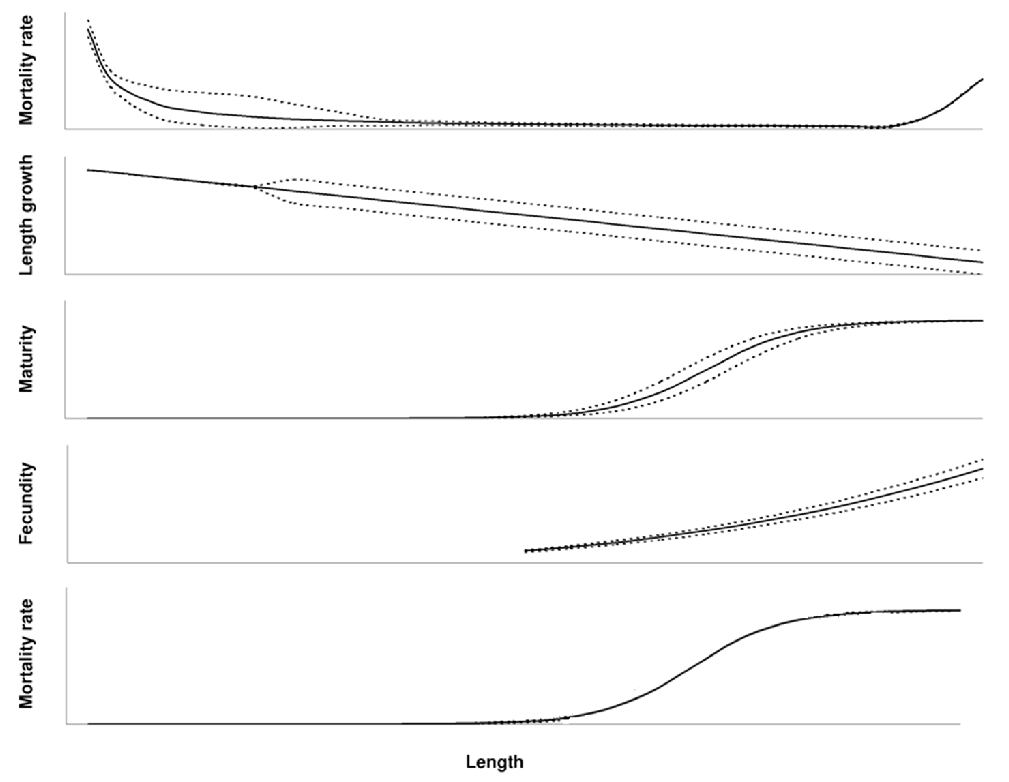 Mortality rate
Length growth
Maturity
Fecundity
Mortality rate
Length